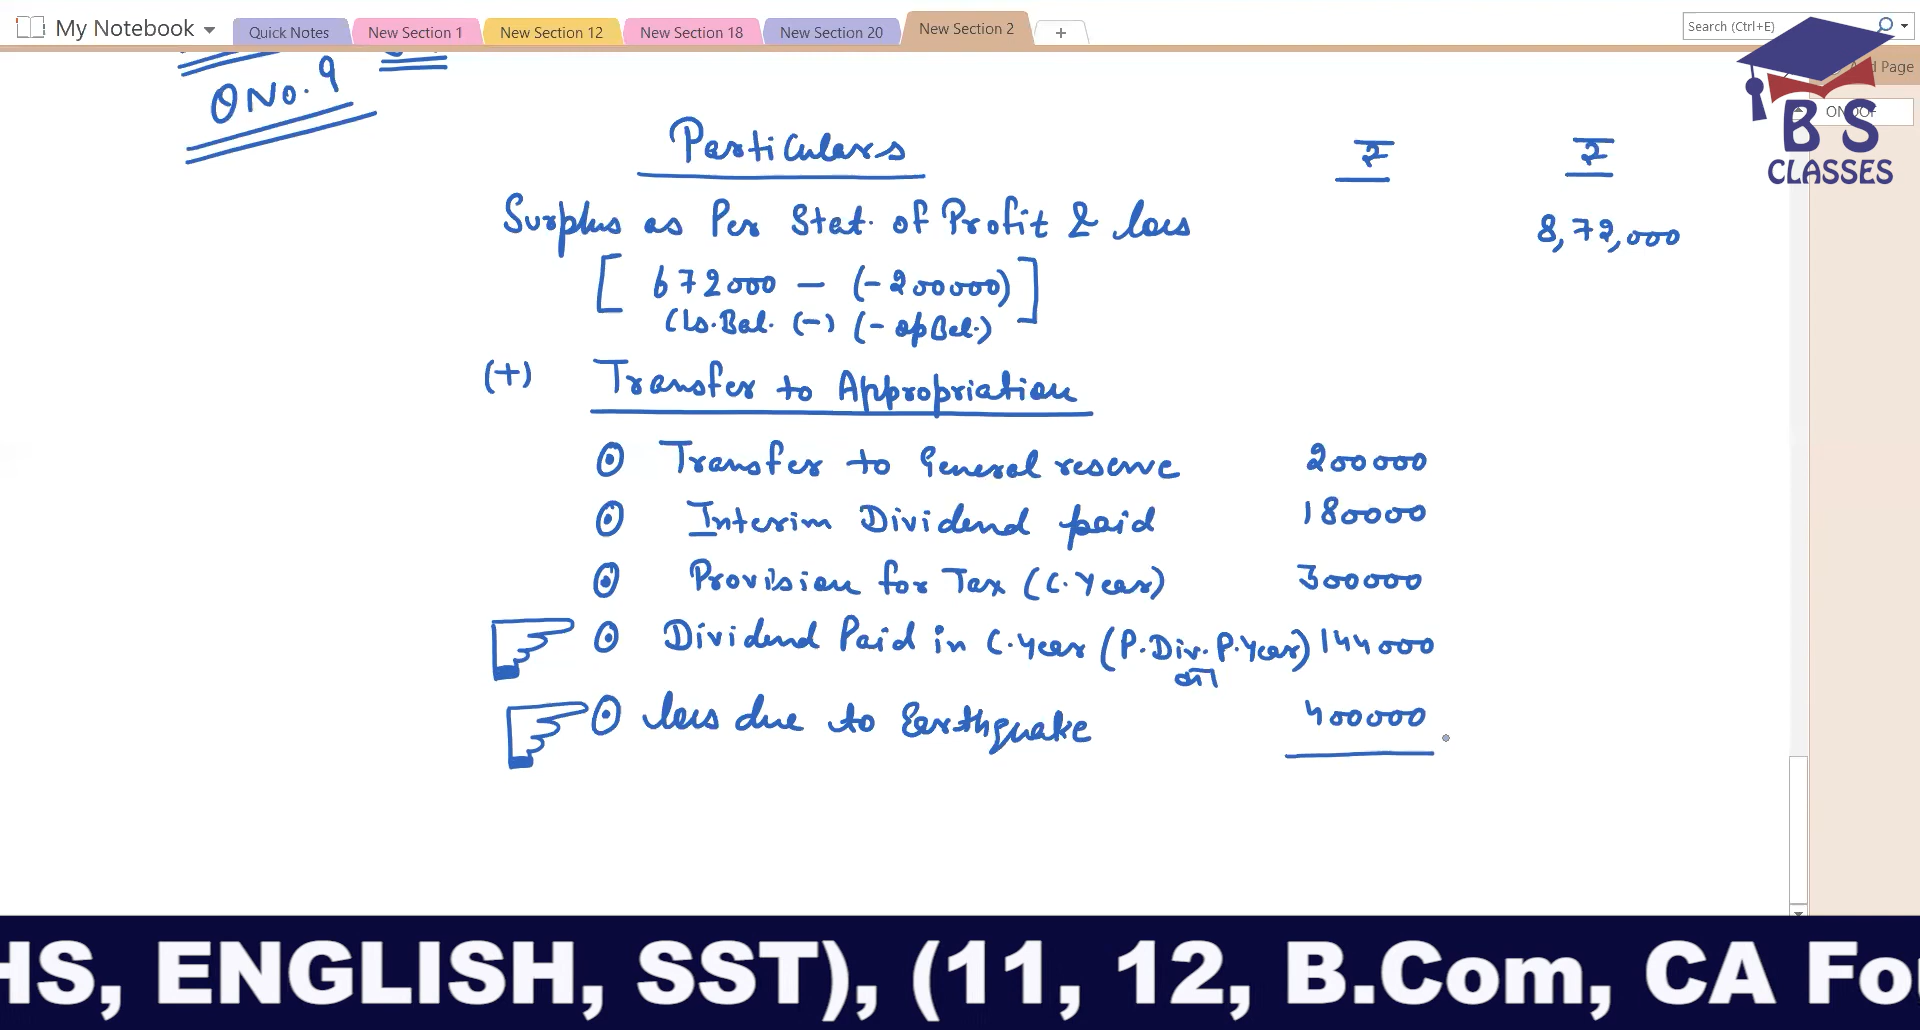 My Notebook
Quick Notes
New Section 1
New Section 12
New Section 18
New Section 20
New Section 2
+
Search (Ctrl+E)
d Page
B S
CLASSES
Q No. 9
Particulars ₹ ₹
Surplus as Per Stat. of Profit & loss 8,72,000
[ 672000 — (-200000) ]
Cls.Bal. (-) (- op Bal.)
(+) Transfer to Appropriation
⊙ Transfer to General reserve 200000
⊙ Interim Dividend paid 180000
⊙ Provision for Tax (C.Year) 300000
⊙ Dividend Paid in C.year (P.Div. P.Year) 144000
का
⊙ loss due to Earthquake 400000
HS, ENGLISH, SST), (11, 12, B.Com, CA Fou